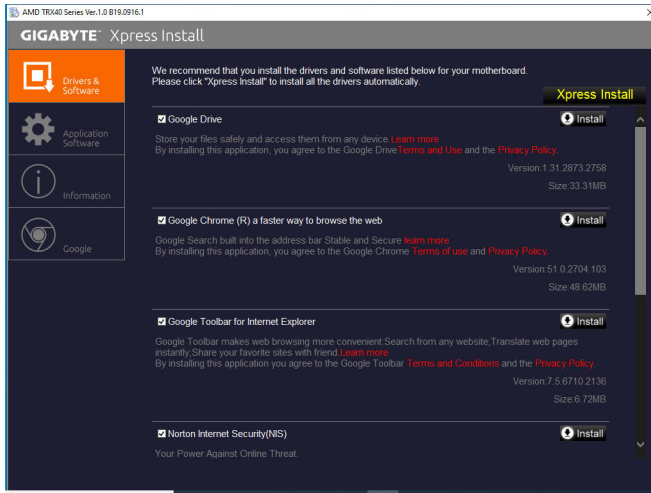 AMD TRX40 Series Ver.1.0 B19.0916.1
GIGABYTE™ Xpress Install
Drivers &
Software
Application
Software
Information
Google
We recommend that you install the drivers and software listed below for your motherboard.
Please click "Xpress Install" to install all the drivers automatically.
Xpress Install
Google Drive
Install
Store your files safely and access them from any device.Learn more
By installing this application, you agree to the Google DriveTerms and Use and the Privacy Policy.
Version:1.31.2873.2758
Size:33.31MB
Google Chrome (R) a faster way to browse the web
Install
Google Search built into the address bar Stable and Secure learn more
By installing this application, you agree to the Google Chrome Terms of use and Privacy Policy.
Version:51.0.2704.103
Size:48.62MB
Google Toolbar for Internet Explorer
Install
Google Toolbar makes web browsing more convenient:Search from any website;Translate web pages
instantly;Share your favorite sites with friend.Learn more
By installing this application you agree to the Google Toolbar Terms and Conditions and the Privacy Policy.
Version:7.5.6710.2136
Size:6.72MB
Norton Internet Security(NIS)
Install
Your Power Against Online Threat.